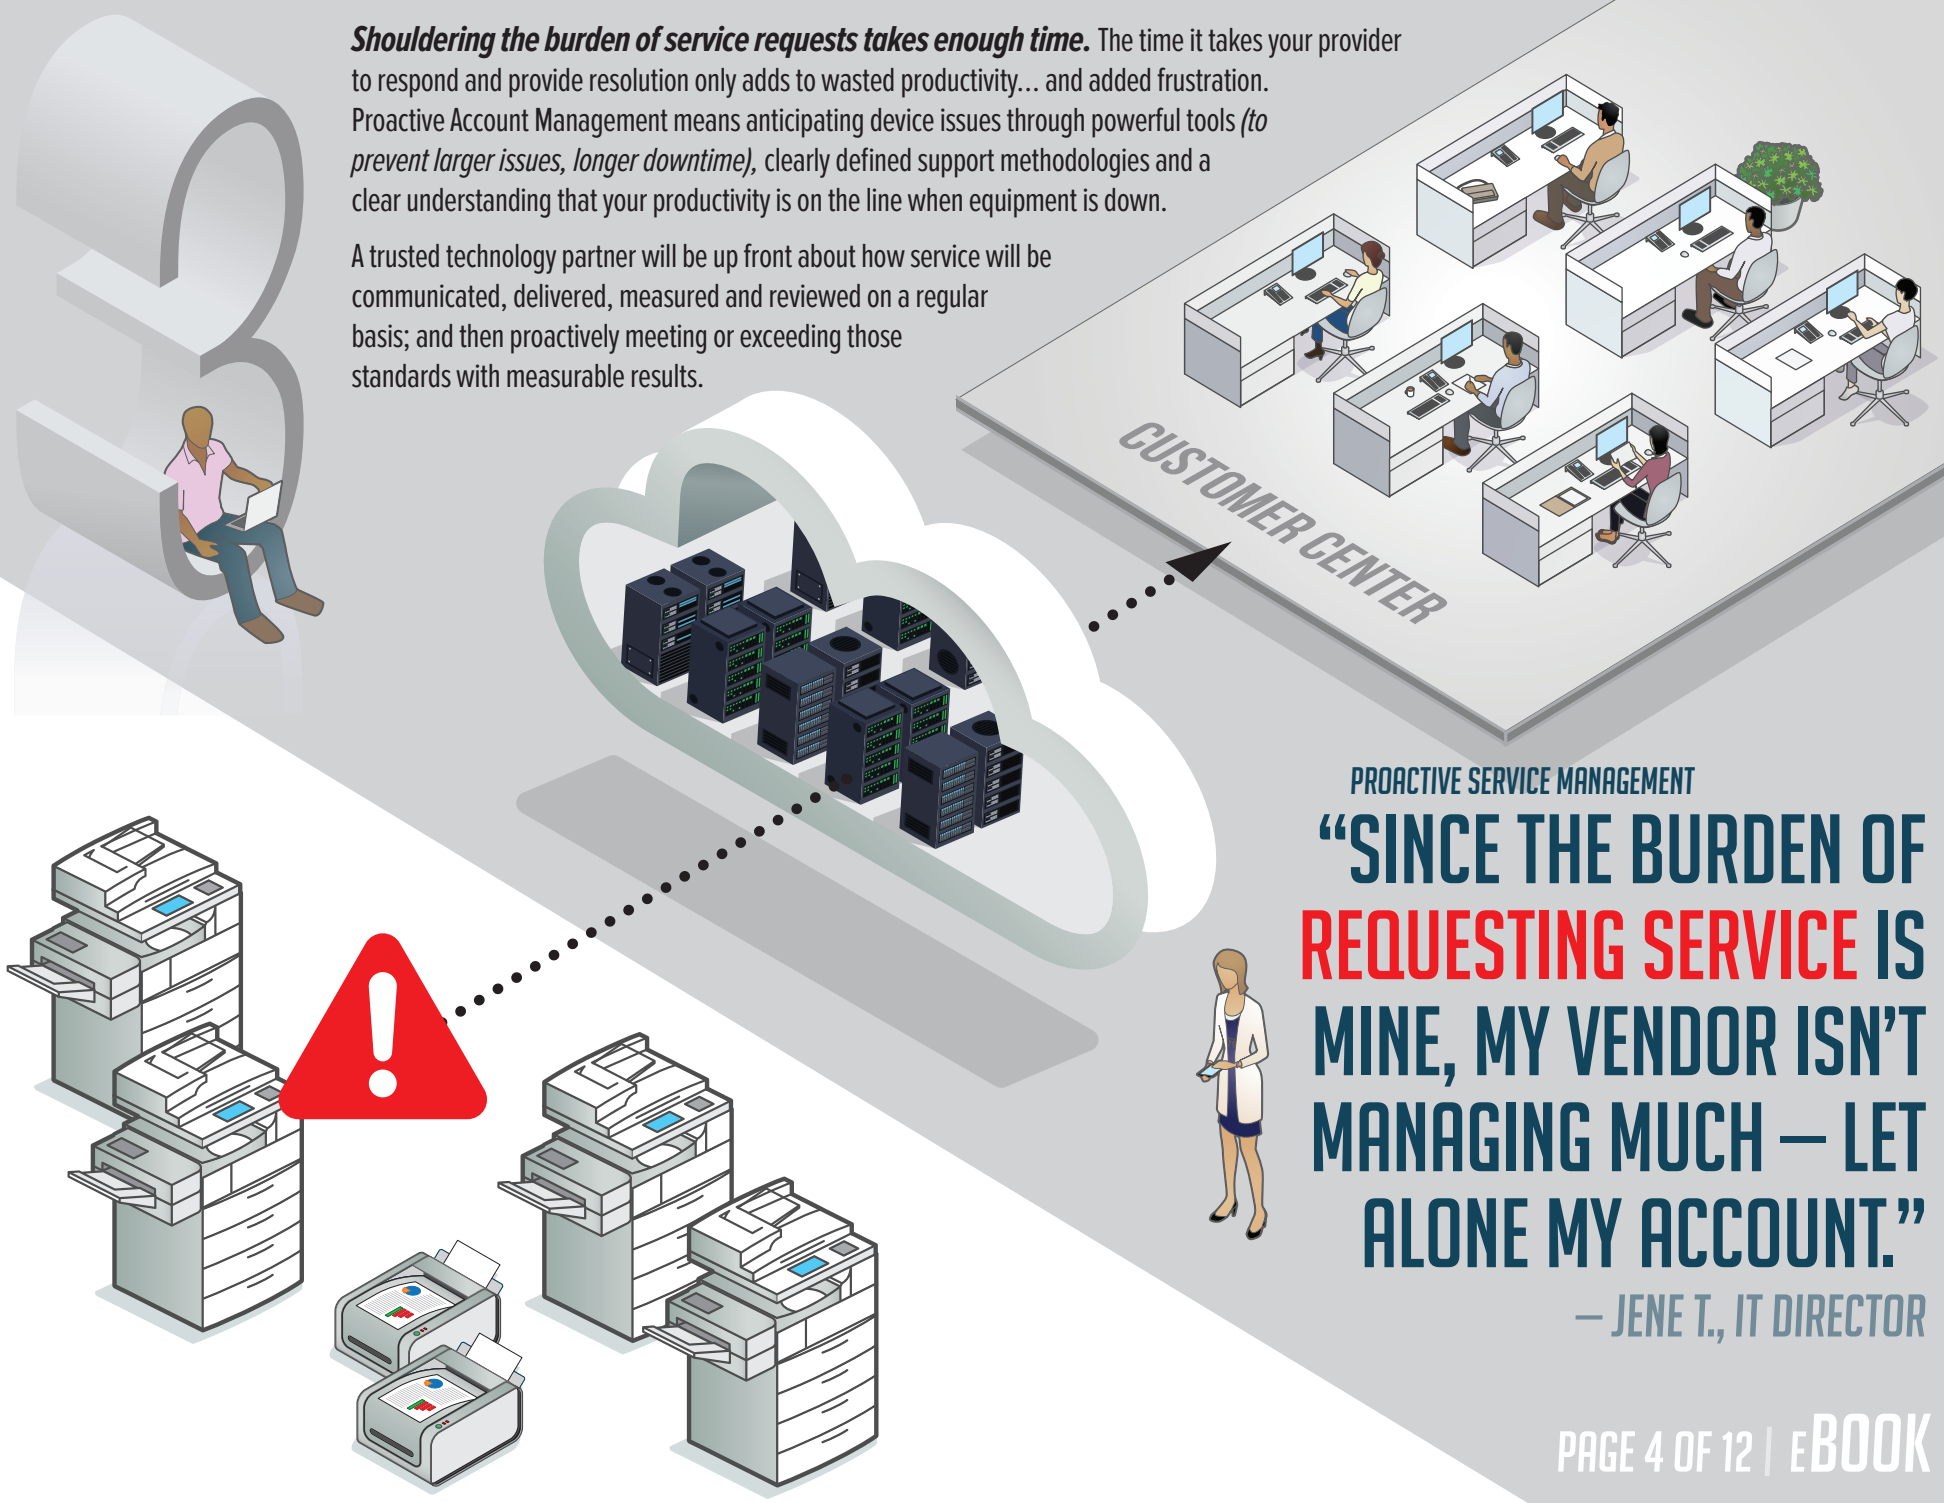 3
Shouldering the burden of service requests takes enough time. The time it takes your provider
to respond and provide resolution only adds to wasted productivity... and added frustration.
Proactive Account Management means anticipating device issues through powerful tools (to
prevent larger issues, longer downtime), clearly defined support methodologies and a
clear understanding that your productivity is on the line when equipment is down.
A trusted technology partner will be up front about how service will be
communicated, delivered, measured and reviewed on a regular
basis; and then proactively meeting or exceeding those
standards with measurable results.
CUSTOMER CENTER
!
PROACTIVE SERVICE MANAGEMENT
“SINCE THE BURDEN OF
REQUESTING SERVICE IS
MINE, MY VENDOR ISN'T
MANAGING MUCH — LET
ALONE MY ACCOUNT.”
— JENE T., IT DIRECTOR
PAGE 4 OF 12 | eBOOK